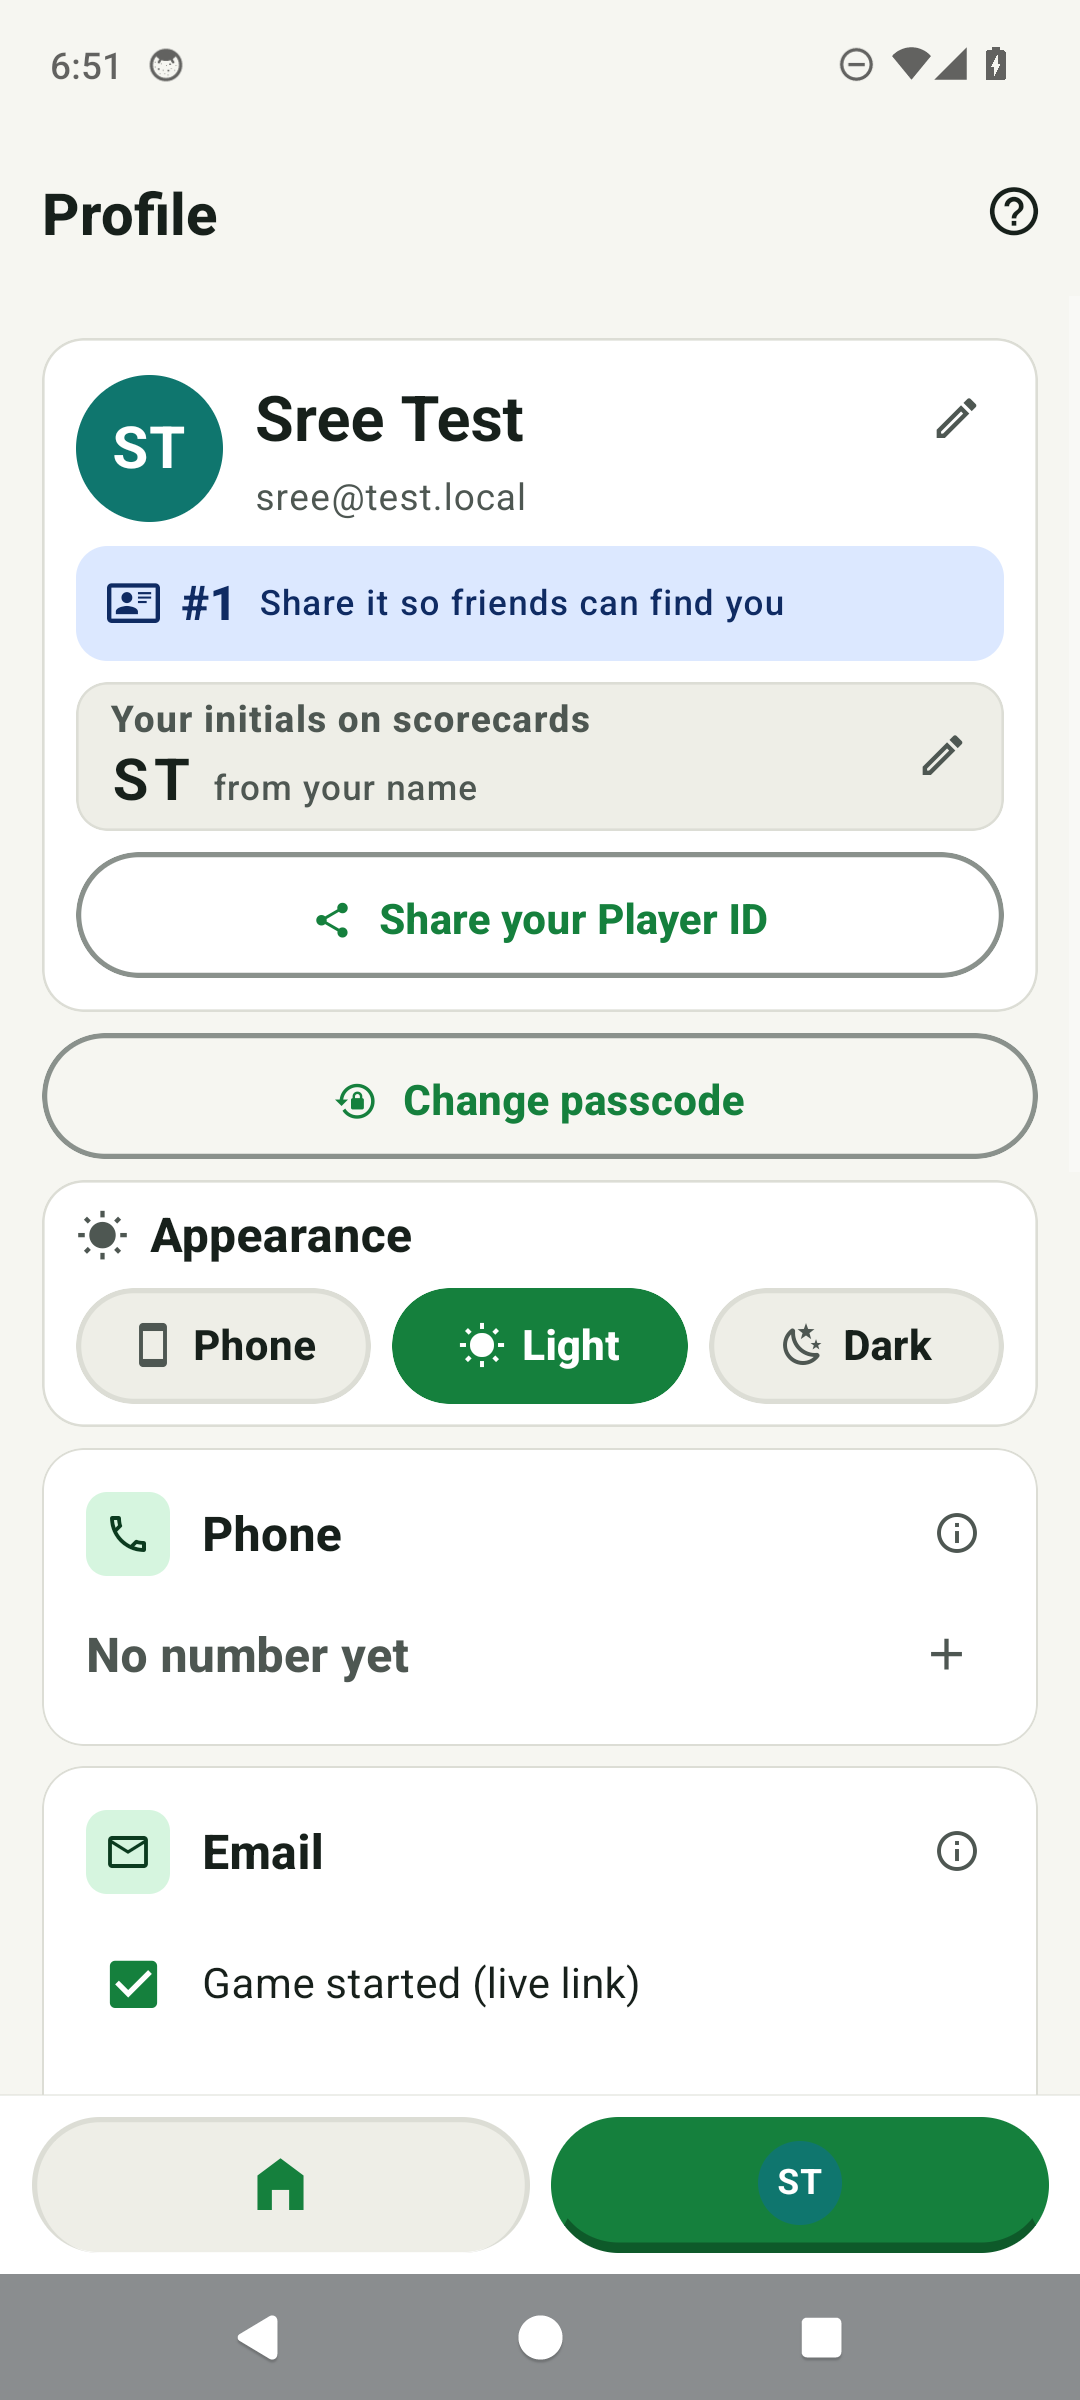 6:51
Profile
ST
Sree Test
sree@test.local
#1 Share it so friends can find you
Your initials on scorecards
ST from your name
Share your Player ID
Change passcode
Appearance
Phone Light Dark
Phone
No number yet
Email
Game started (live link)
ST